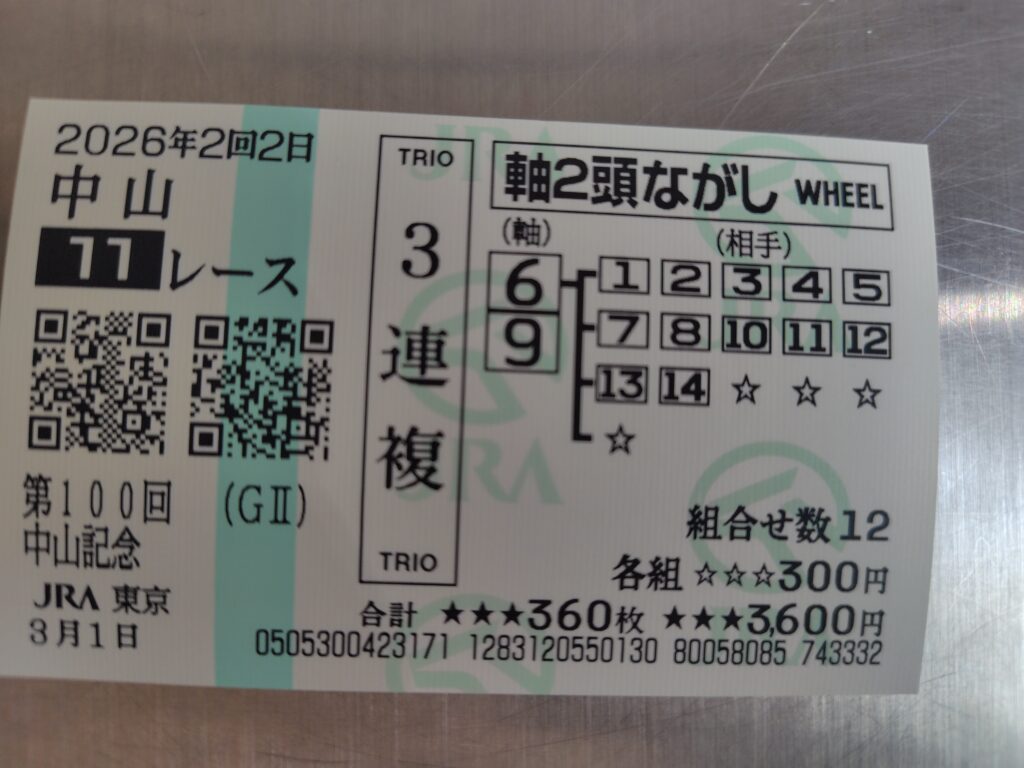 2026年2回2日
中山
11レース
第100回 (GⅡ)
中山記念
JRA 東京
3月1日
TRIO
3連複
TRIO
軸2頭ながし WHEEL
(軸) (相手)
6 1 2 3 4 5
9 7 8 10 11 12
13 14 ☆ ☆ ☆
☆
組合せ数12
各組 ☆☆☆300円
合計 ★★★360枚 ★★★3,600円
0505300423171 1283120550130 80058085 743332
JRA
JRA